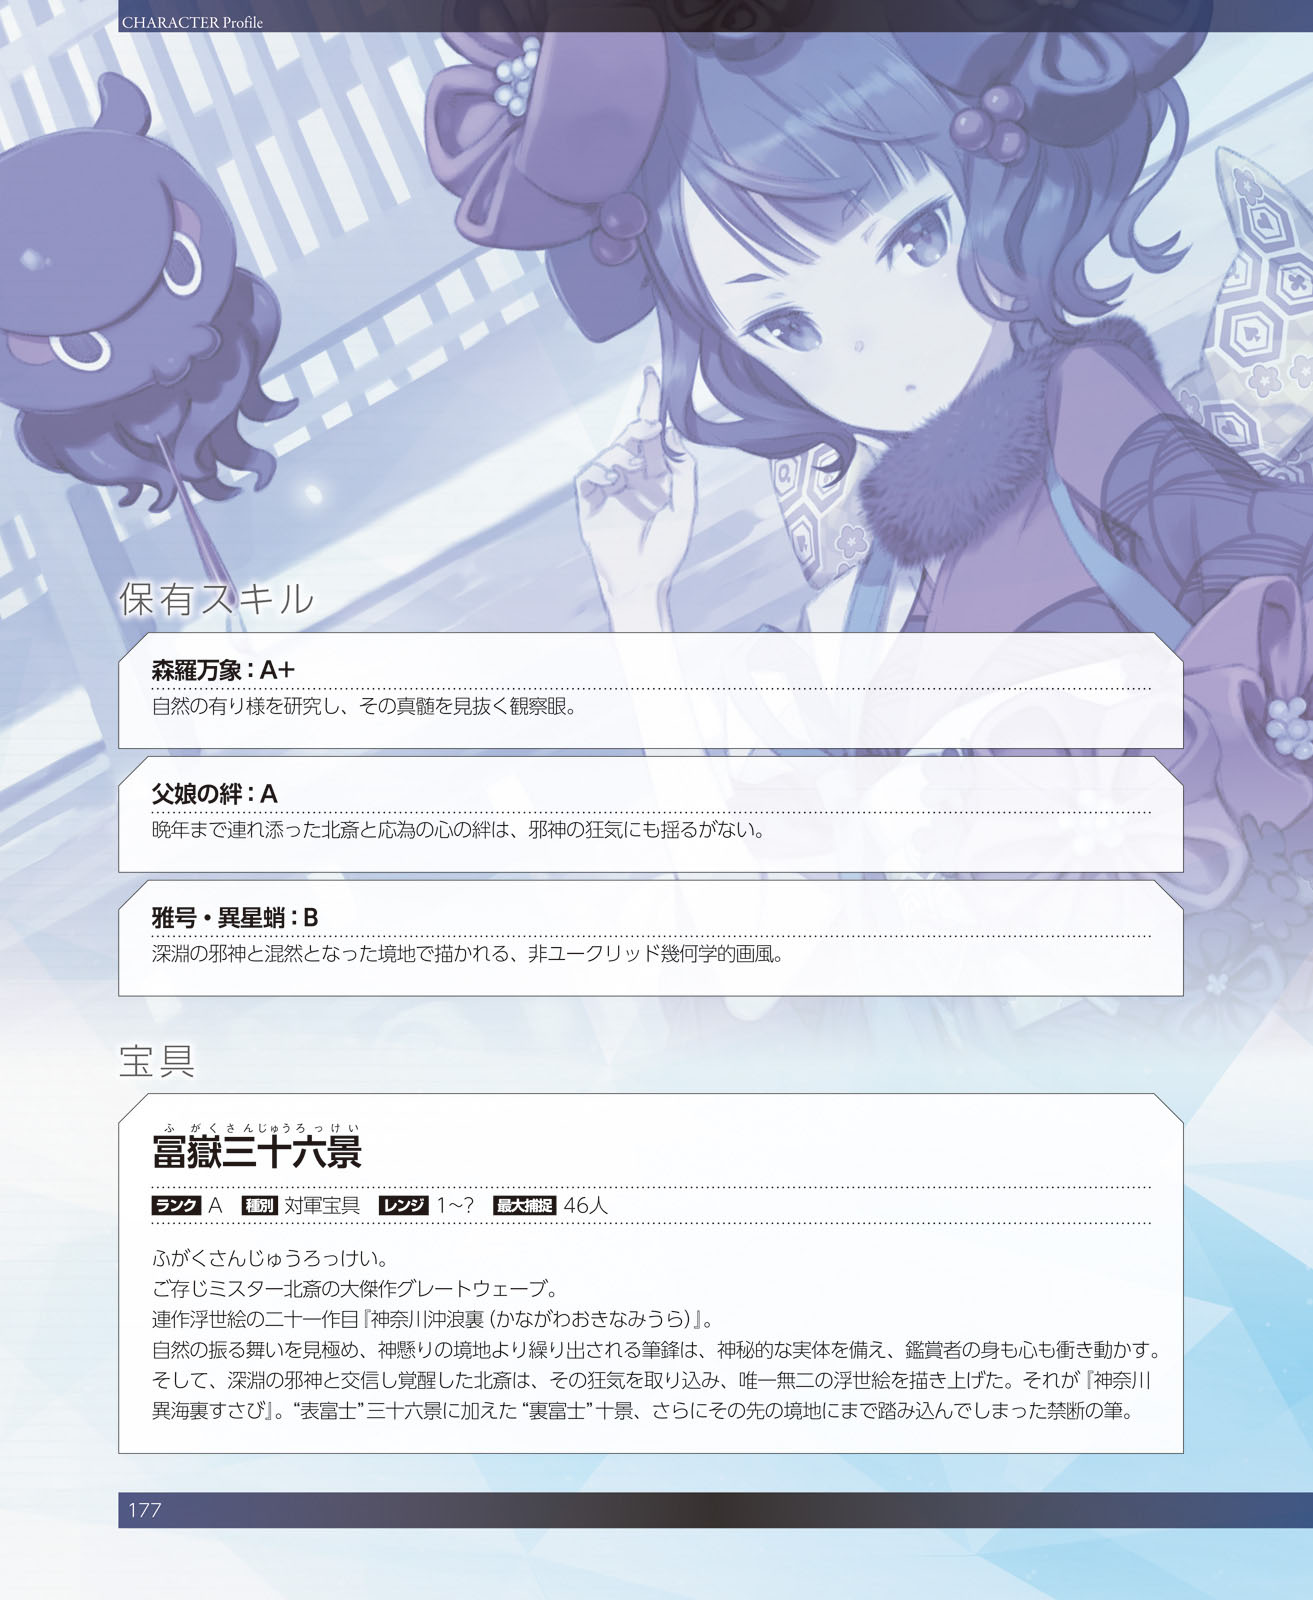 CHARACTER Profile
保有スキル
森羅万象：A＋
自然の有り様を研究し、その真髄を見抜く観察眼。
父娘の絆：A
晩年まで連れ添った北斎と応為の心の絆は、邪神の狂気にも揺るがない。
雅号・異星蛸：B
深淵の邪神と混然となった境地で描かれる、非ユークリッド幾何学的画風。
宝具
ふがくさんじゅうろっけい
冨嶽三十六景
ランク A 種別 対軍宝具 レンジ 1～? 最大捕捉 46人
ふがくさんじゅうろっけい。
ご存じミスター北斎の大傑作グレートウェーブ。
連作浮世絵の二十一作目『神奈川沖浪裏（かながわおきなみうら）』。
自然の振る舞いを見極め、神懸りの境地より繰り出される筆鋒は、神秘的な実体を備え、鑑賞者の身も心も衝き動かす。
そして、深淵の邪神と交信し覚醒した北斎は、その狂気を取り込み、唯一無二の浮世絵を描き上げた。それが『神奈川
異海裏すさび』。“表富士”三十六景に加えた“裏富士”十景、さらにその先の境地にまで踏み込んでしまった禁断の筆。
177